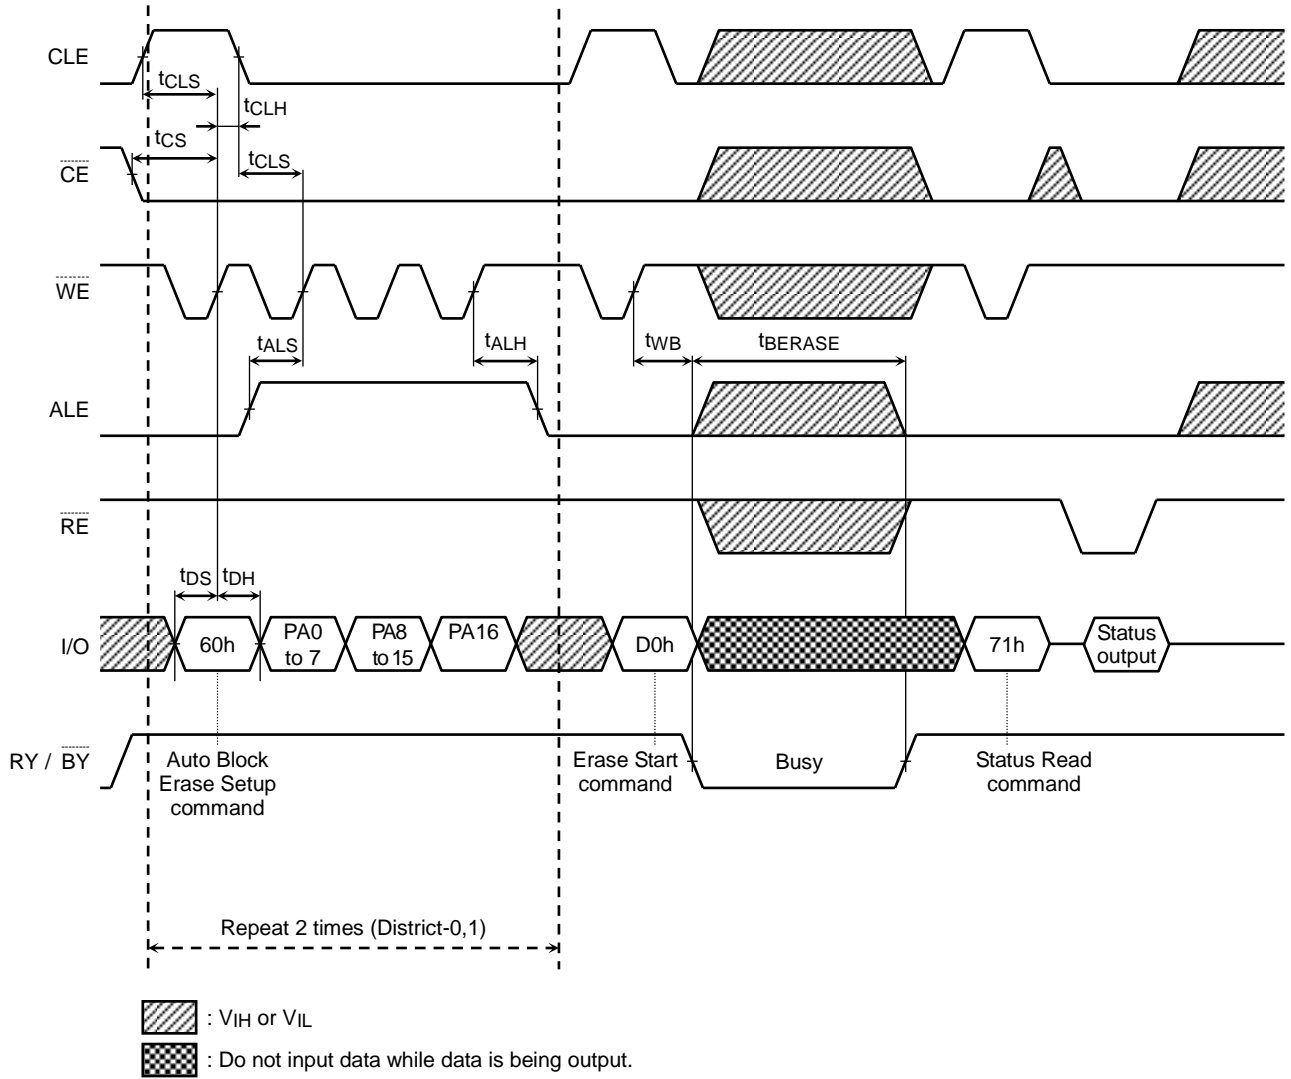 CLE
tCLS
tCLH
tCS
CE
tCLS
WE
tALS
tALH
tWB
tBERASE
ALE
RE
tDS
tDH
I/O
60h
PA0
to 7
PA8
to 15
PA16
D0h
71h
Status
output
RY / BY
Auto Block
Erase Setup
command
Erase Start
command
Busy
Status Read
command
Repeat 2 times (District-0,1)
: VIH or VIL
: Do not input data while data is being output.